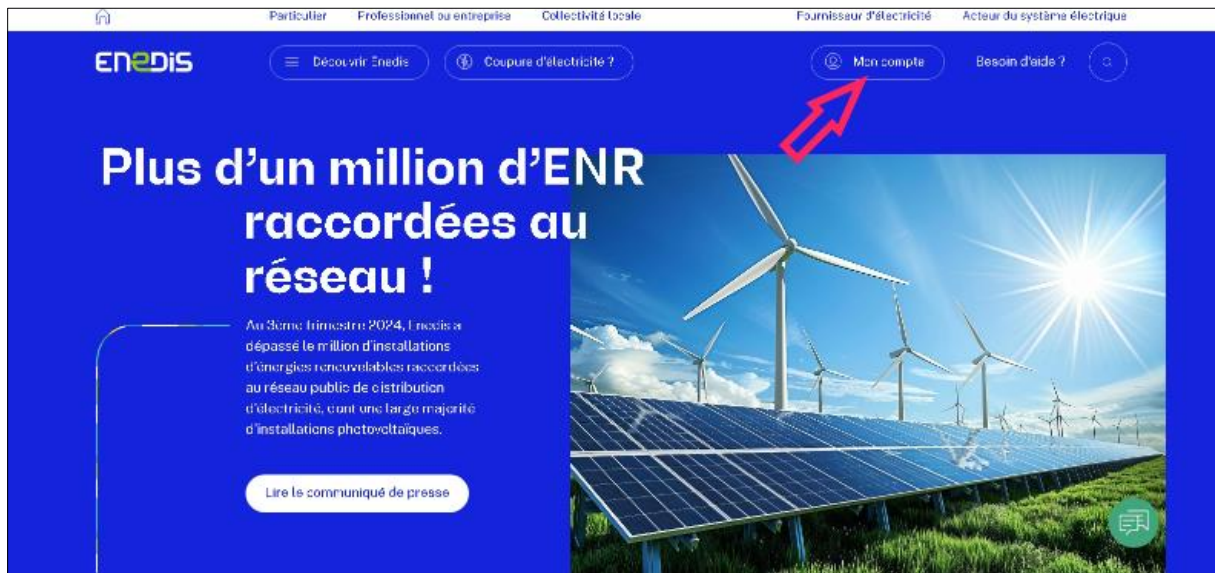 Particulier Professionnel ou entreprise Collectivité locale Fournisseur d'électricité Acteur du système électrique
ENEDIS Découvrir Enedis Coupure d'électricité ? Mon compte Besoin d'aide ?
Plus d'un million d'ENR
raccordées au
réseau !
Au 3ème trimestre 2024, Enedis a
dépassé le million d'installations
d'énergies renouvelables raccordées
au réseau public de distribution
d'électricité, dont une large majorité
d'installations photovoltaïques.
Lire le communiqué de presse